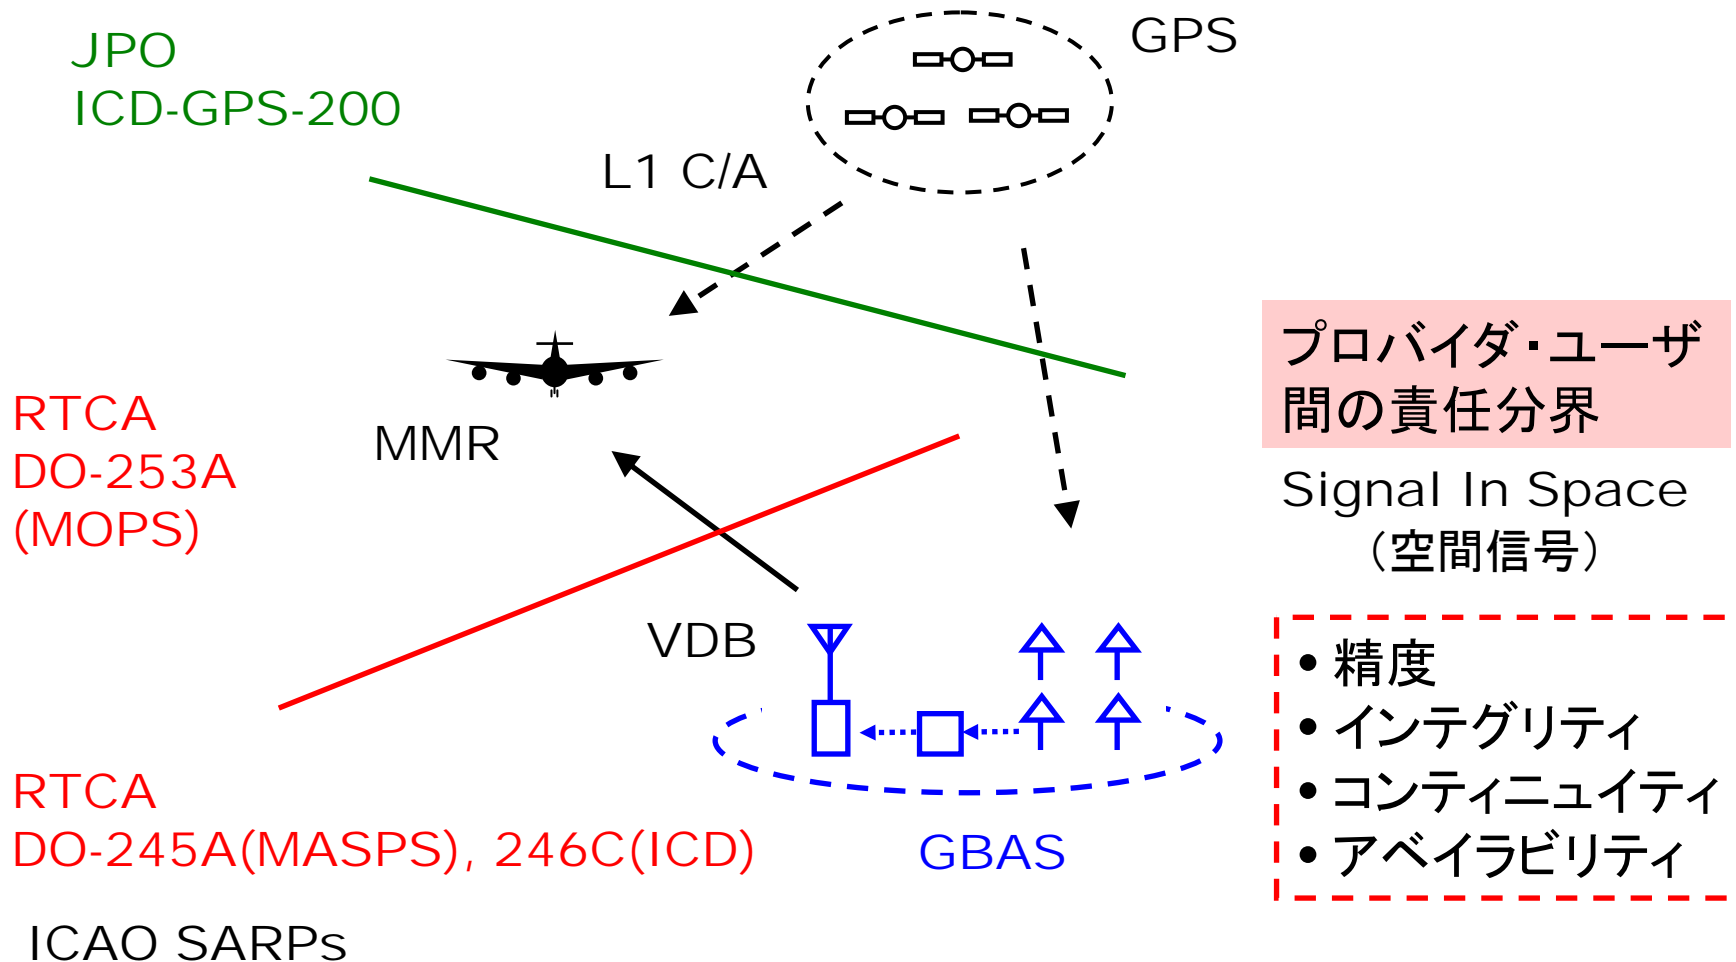 JPO
ICD-GPS-200
GPS
L1 C/A
プロバイダ・ユーザ
間の責任分界
RTCA
DO-253A
(MOPS)
MMR
Signal In Space
（空間信号）
VDB
• 精度
• インテグリティ
• コンティニュイティ
• アベイラビリティ
RTCA
DO-245A(MASPS), 246C(ICD)
GBAS
ICAO SARPs